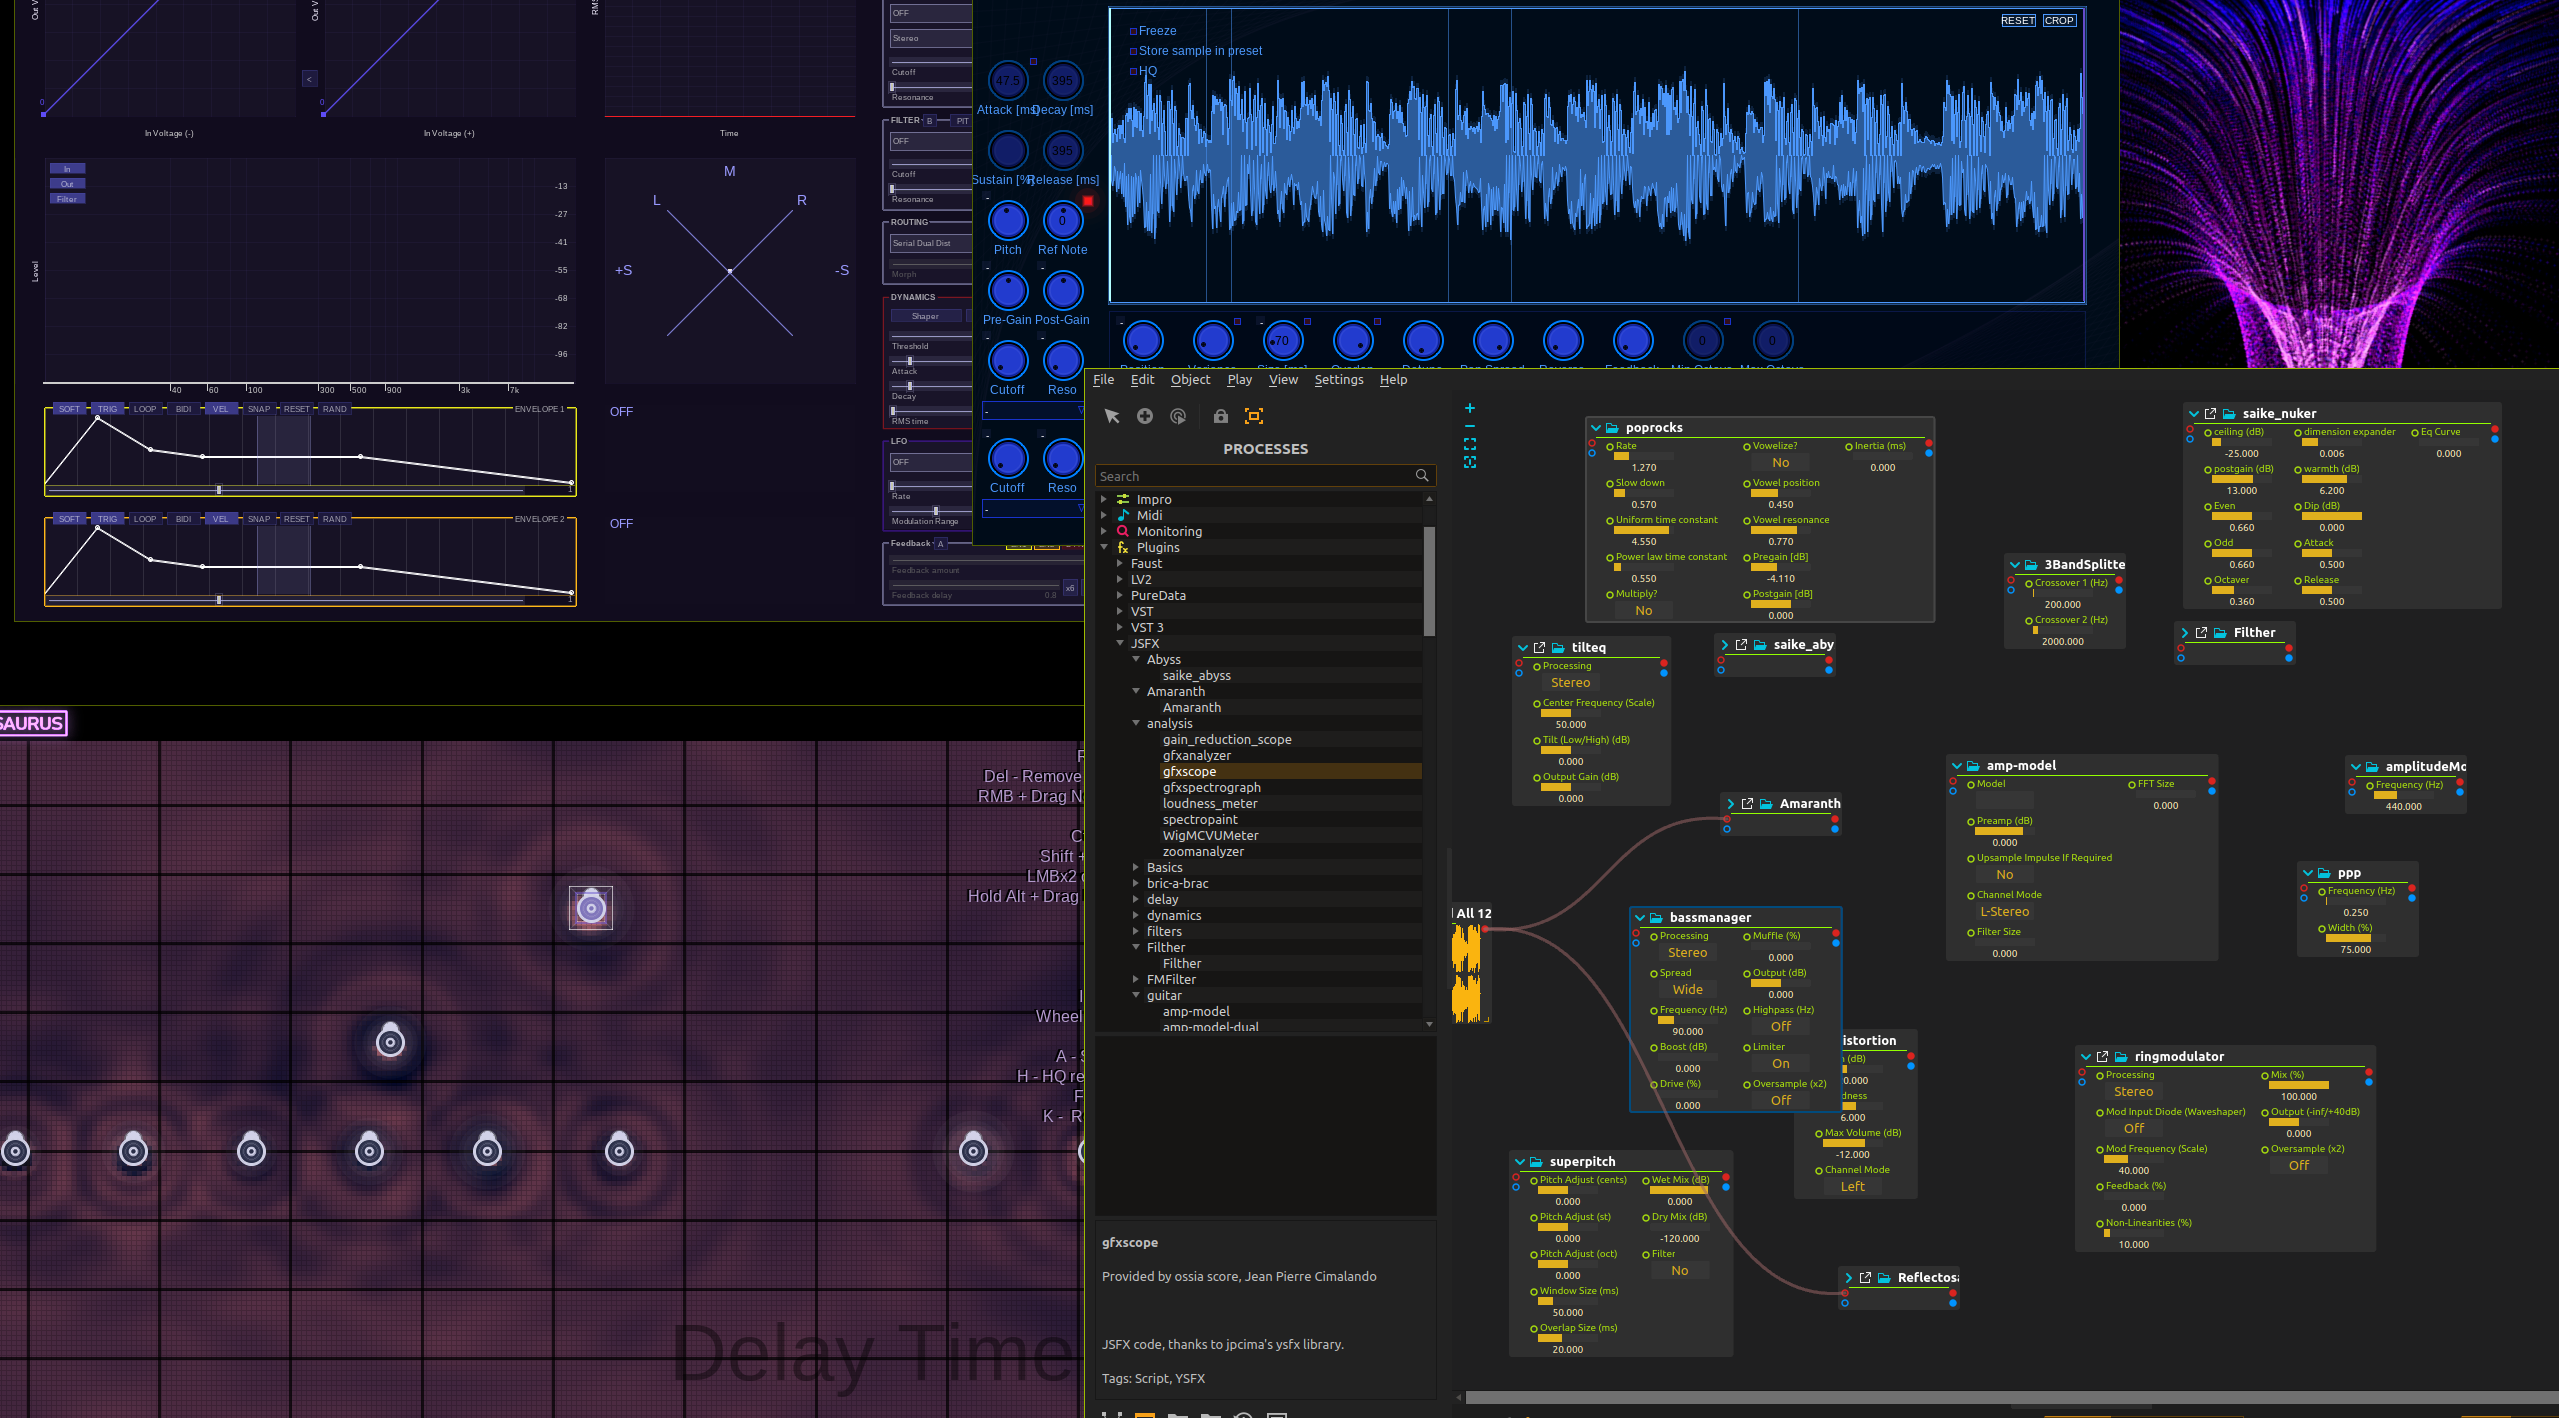 In Voltage (-)
In Voltage (+)
Time
0
0
<
In
Out
Filter
Level
-13
-27
-41
-55
-68
-82
-96
40
60
100
300
500
900
3k
7k
M
L
R
+S
-S
SOFT TRIG LOOP BIDI VEL SNAP RESET RAND ENVELOPE 1
1
OFF
SOFT TRIG LOOP BIDI VEL SNAP RESET RAND ENVELOPE 2
1
OFF
OFF
Stereo
Cutoff
Resonance
FILTER B PIT
OFF
Cutoff
Resonance
ROUTING
Serial Dual Dist
Morph
DYNAMICS
Shaper
Threshold
Attack
Decay
RMS time
LFO
OFF
Rate
Modulation Range
Feedback A
Feedback amount
Feedback delay 0.8 x6
Freeze
Store sample in preset
HQ
RESET CROP
47.5 395
Attack [ms] Decay [ms]
395
Sustain [%] Release [ms]
0
Pitch Ref Note
Pre-Gain Post-Gain
Cutoff Reso
-
Cutoff Reso
-
-70 0 0
SAURUS
Del - Remove
RMB + Drag N
Shift +
LMBx2
Hold Alt + Drag
Wheel
A - S
H - HQ re
K - R
Delay Time
File Edit Object Play View Settings Help
PROCESSES
Search
Impro
Midi
Monitoring
Plugins
Faust
LV2
PureData
VST
VST 3
JSFX
Abyss
saike_abyss
Amaranth
Amaranth
analysis
gain_reduction_scope
gfxanalyzer
gfxscope
gfxspectrograph
loudness_meter
spectropaint
WigMCVUMeter
zoomanalyzer
Basics
bric-a-brac
delay
dynamics
filters
Filther
Filther
FMFilter
guitar
amp-model
amp-model-dual
gfxscope
Provided by ossia score, Jean Pierre Cimalando
JSFX code, thanks to jpcima's ysfx library.
Tags: Script, YSFX
poprocks
Rate
1.270
Slow down
0.570
Uniform time constant
4.550
Power law time constant
0.550
Multiply?
No
Vowelize?
No
Vowel position
0.450
Vowel resonance
0.770
Pregain [dB]
-4.110
Postgain [dB]
0.000
Inertia (ms)
0.000
saike_nuker
ceiling (dB)
-25.000
postgain (dB)
13.000
Even
0.660
Odd
0.660
Octaver
0.360
dimension expander
0.006
warmth (dB)
6.200
Dip (dB)
0.000
Attack
0.500
Release
0.500
Eq Curve
0.000
3BandSplitte
Crossover 1 (Hz)
200.000
Crossover 2 (Hz)
2000.000
Filther
tilteq
Processing
Stereo
Center Frequency (Scale)
50.000
Tilt (Low/High) (dB)
0.000
Output Gain (dB)
0.000
saike_aby
Amaranth
amp-model
Model
Preamp (dB)
0.000
Upsample Impulse If Required
No
Channel Mode
L-Stereo
Filter Size
0.000
FFT Size
0.000
amplitudeMo
Frequency (Hz)
440.000
ppp
Frequency (Hz)
0.250
Width (%)
75.000
All 12
bassmanager
Processing
Stereo
Spread
Wide
Frequency (Hz)
90.000
Boost (dB)
0.000
Drive (%)
0.000
Muffle (%)
0.000
Output (dB)
0.000
Highpass (Hz)
Off
Limiter
On
Oversample (x2)
Off
istortion
(dB)
0.000
dness
6.000
Max Volume (dB)
-12.000
Channel Mode
Left
ringmodulator
Processing
Stereo
Mod Input Diode (Waveshaper)
Off
Mod Frequency (Scale)
40.000
Feedback (%)
0.000
Non-Linearities (%)
10.000
Mix (%)
100.000
Output (-inf/+40dB)
0.000
Oversample (x2)
Off
superpitch
Pitch Adjust (cents)
0.000
Pitch Adjust (st)
0.000
Pitch Adjust (oct)
0.000
Window Size (ms)
50.000
Overlap Size (ms)
20.000
Wet Mix (dB)
0.000
Dry Mix (dB)
-120.000
Filter
No
Reflectosa